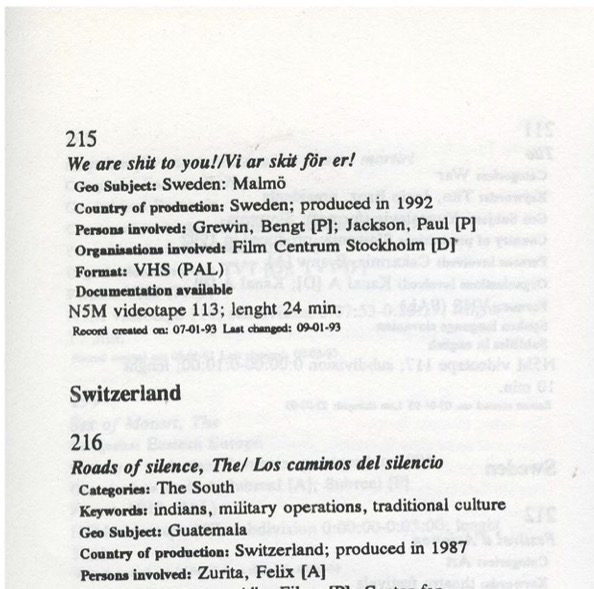 215
We are shit to you!/Vi ar skit för er!
Geo Subject: Sweden: Malmö
Country of production: Sweden; produced in 1992
Persons involved: Grewin, Bengt [P]; Jackson, Paul [P]
Organisations involved: Film Centrum Stockholm [D]
Format: VHS (PAL)
Documentation available
N5M videotape 113; lenght 24 min.
Record created on: 07-01-93 Last changed: 09-01-93
Switzerland
216
Roads of silence, The/ Los caminos del silencio
Categories: The South
Keywords: indians, military operations, traditional culture
Geo Subject: Guatemala
Country of production: Switzerland; produced in 1987
Persons involved: Zurita, Felix [A]